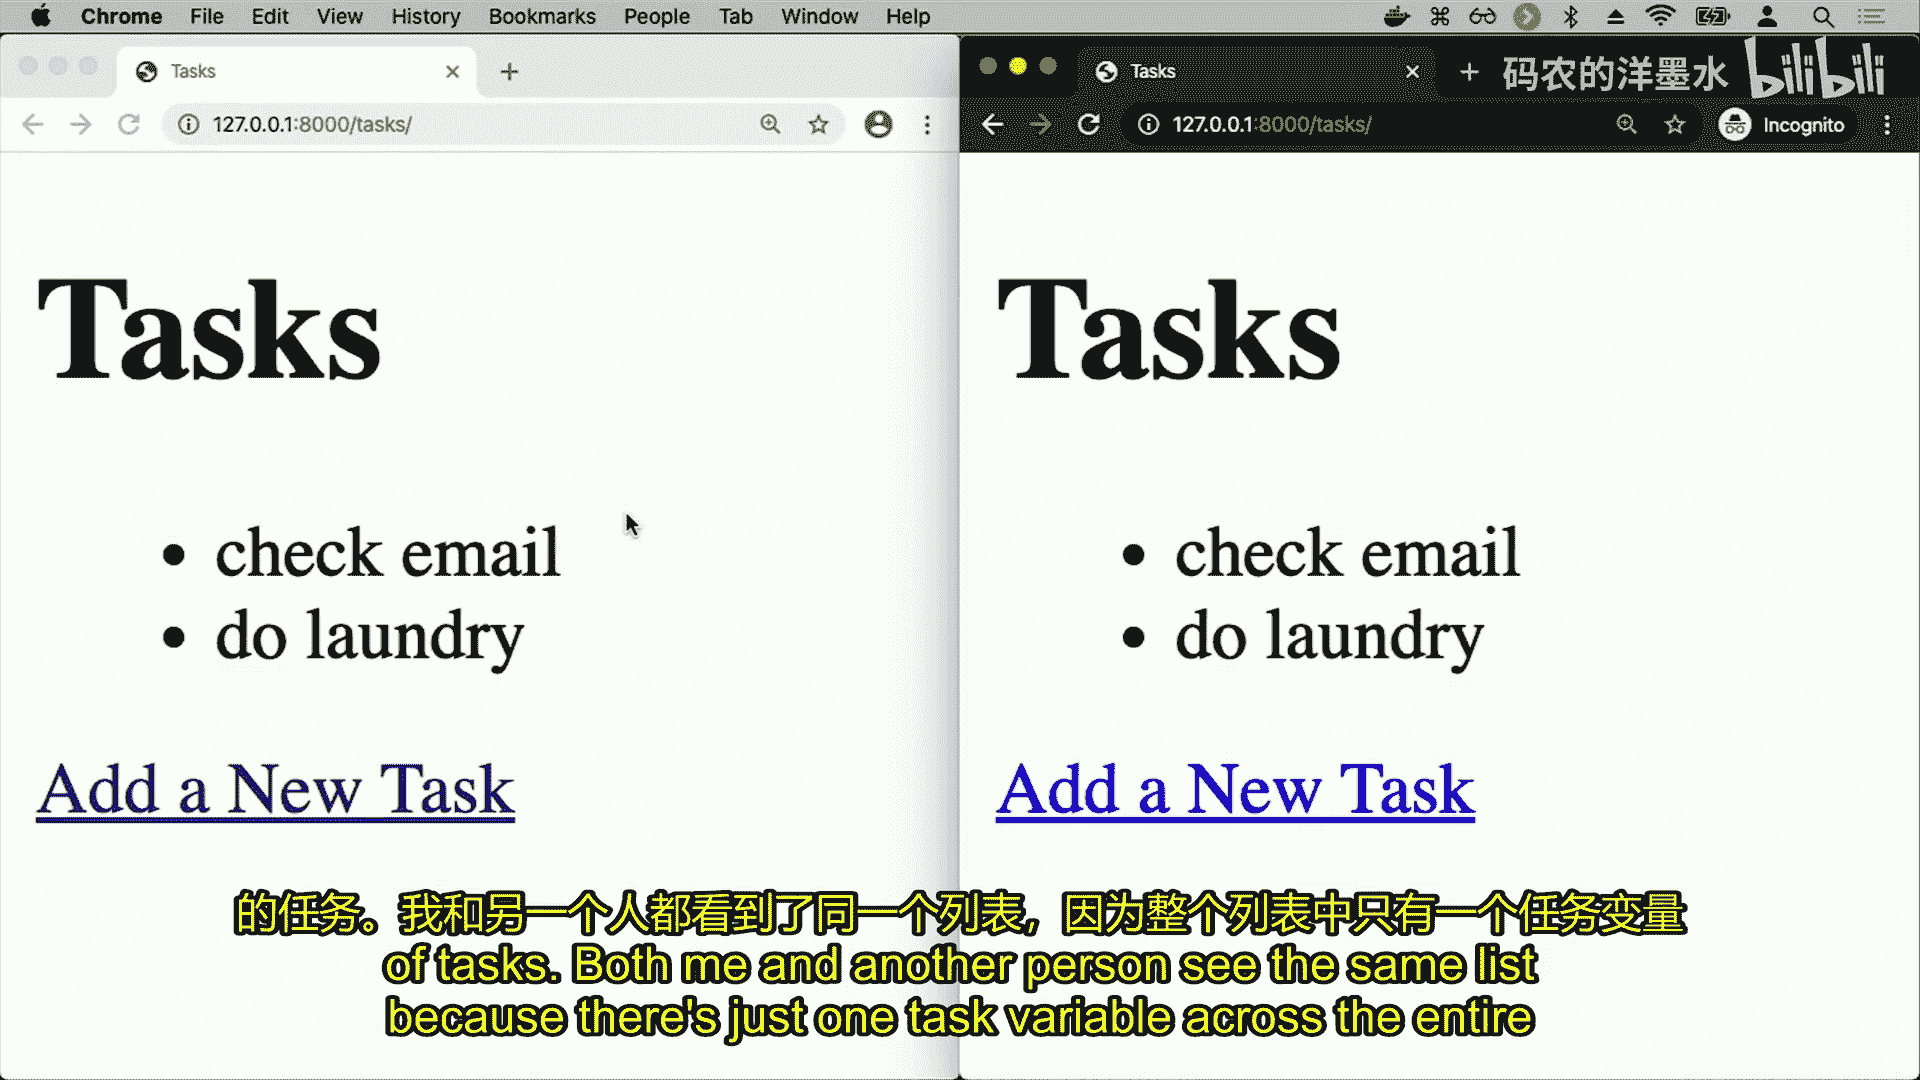 Chrome File Edit View History Bookmarks People Tab Window Help
Tasks
127.0.0.1:8000/tasks/
Tasks
check email
do laundry
Add a New Task
Tasks
码农的洋墨水 bilibili
127.0.0.1:8000/tasks/ Incognito
Tasks
check email
do laundry
Add a New Task
的任务。我和另一个人都看到了同一个列表，因为整个列表中只有一个任务变量
of tasks. Both me and another person see the same list
because there's just one task variable across the entire